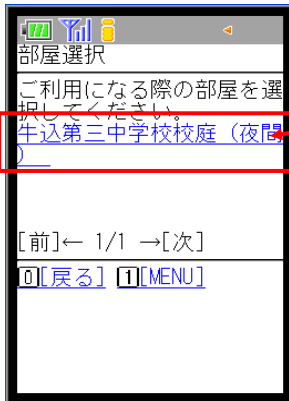 部屋選択
ご利用になる際の部屋を選
択してください。
牛込第三中学校校庭（夜間
）
[前]← 1/1 →[次]
0[戻る] 1[MENU]